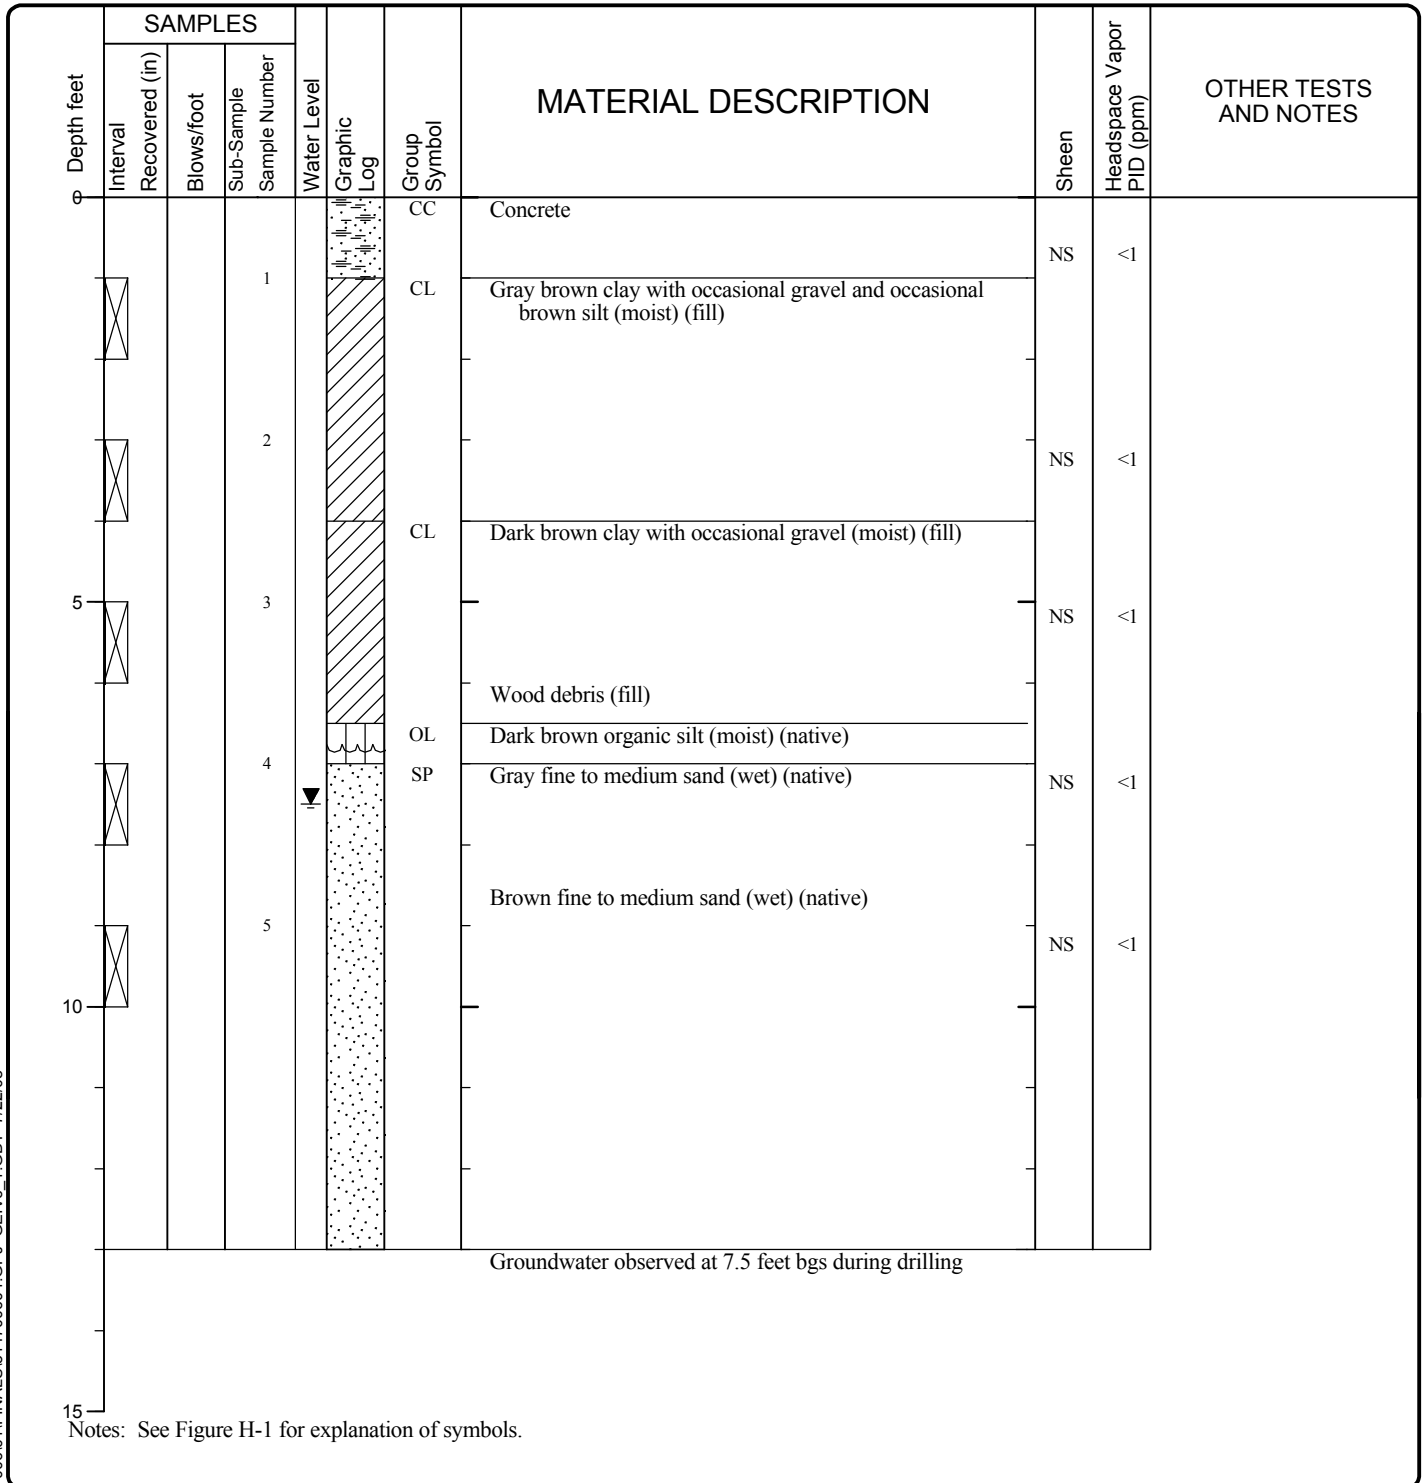 SAMPLES
Depth feet
Interval
Recovered (in)
Blows/foot
Sub-Sample
Sample Number
Water Level
Graphic
Log
Group
Symbol
MATERIAL DESCRIPTION
Sheen
Headspace Vapor
PID (ppm)
OTHER TESTS
AND NOTES
0
CC Concrete
NS <1
1
CL Gray brown clay with occasional gravel and occasional
brown silt (moist) (fill)
2
NS <1
CL Dark brown clay with occasional gravel (moist) (fill)
5 3
NS <1
Wood debris (fill)
OL Dark brown organic silt (moist) (native)
4
SP Gray fine to medium sand (wet) (native) NS <1
Brown fine to medium sand (wet) (native)
5
NS <1
10
Groundwater observed at 7.5 feet bgs during drilling
15
Notes: See Figure H-1 for explanation of symbols.